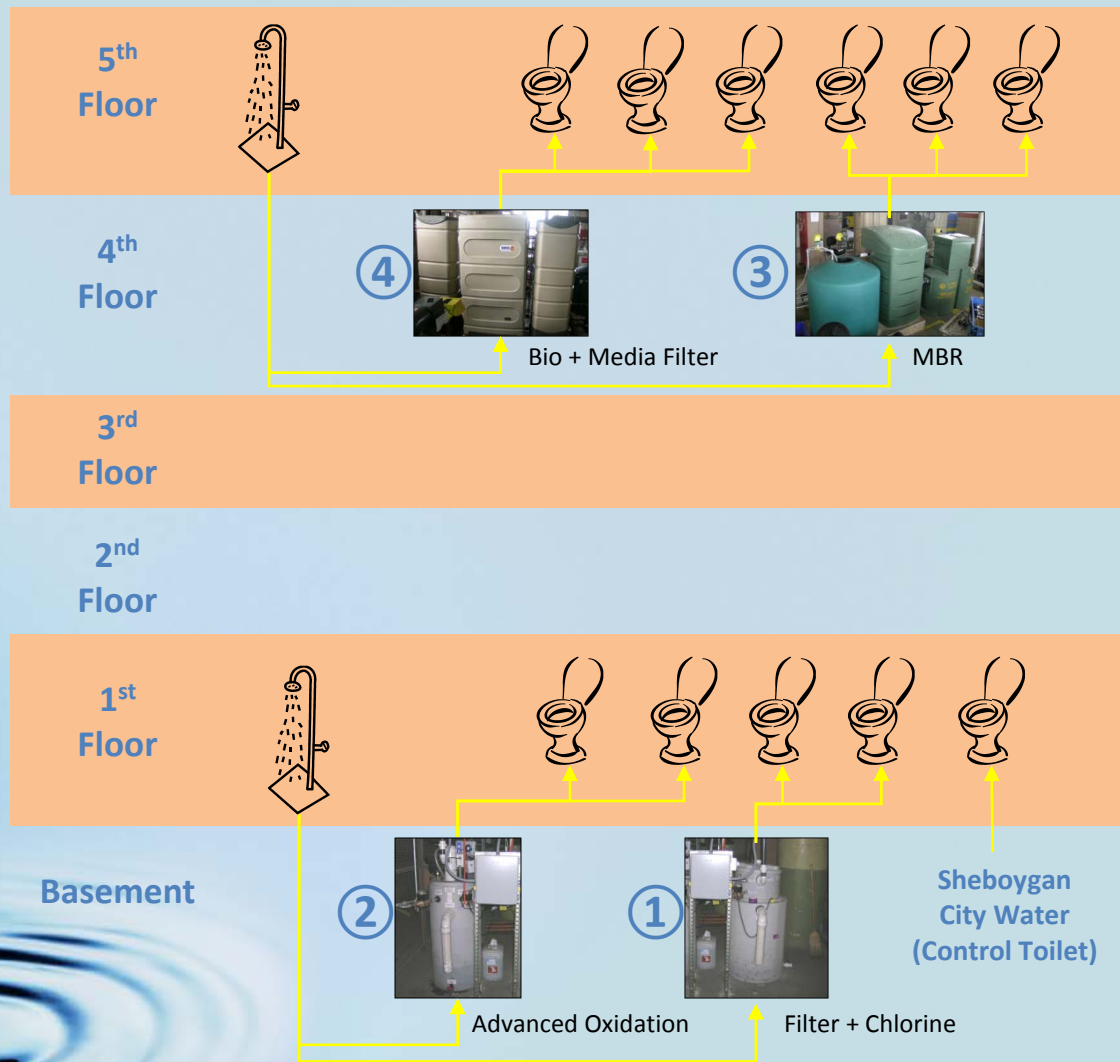 5th
Floor
4th
Floor
④
③
Bio + Media Filter
MBR
3rd
Floor
2nd
Floor
1st
Floor
Basement
②
①
Sheboygan
City Water
(Control Toilet)
Advanced Oxidation
Filter + Chlorine